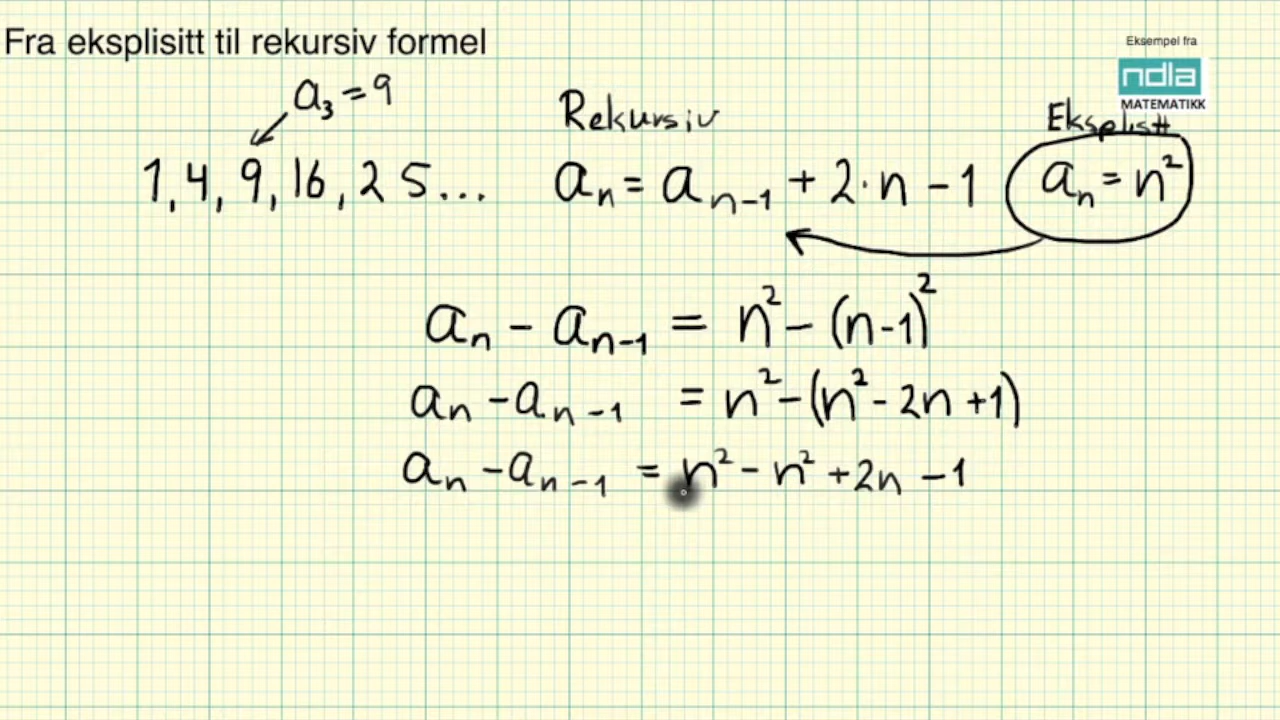 Fra eksplisitt til rekursiv formel
Eksempel fra
ndla
MATEMATIKK
a₃ = 9
Rekursiv
Eksplisitt
1, 4, 9, 16, 25...
aₙ = aₙ₋₁ + 2·n - 1
aₙ = n²
aₙ - aₙ₋₁ = n² - (n-1)²
aₙ - aₙ₋₁ = n² - (n² - 2n + 1)
aₙ - aₙ₋₁ = n² - n² + 2n - 1